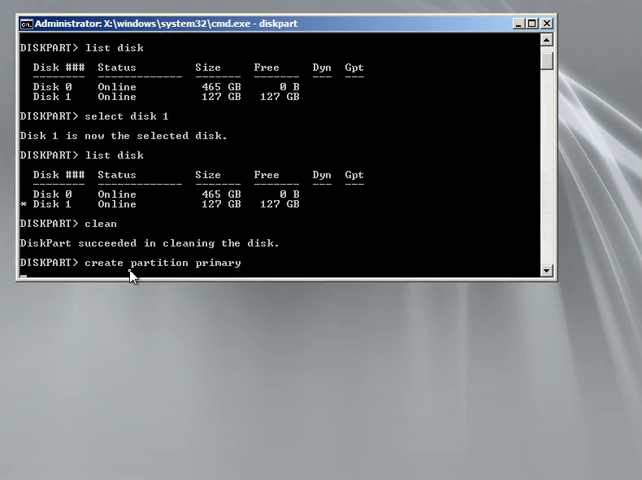 Administrator: X:\windows\system32\cmd.exe - diskpart
DISKPART> list disk
Disk ### Status Size Free Dyn Gpt
-------- ------------- ------- ------- --- ---
Disk 0 Online 465 GB 0 B
Disk 1 Online 127 GB 127 GB
DISKPART> select disk 1
Disk 1 is now the selected disk.
DISKPART> list disk
Disk ### Status Size Free Dyn Gpt
-------- ------------- ------- ------- --- ---
Disk 0 Online 465 GB 0 B
* Disk 1 Online 127 GB 127 GB
DISKPART> clean
DiskPart succeeded in cleaning the disk.
DISKPART> create partition primary